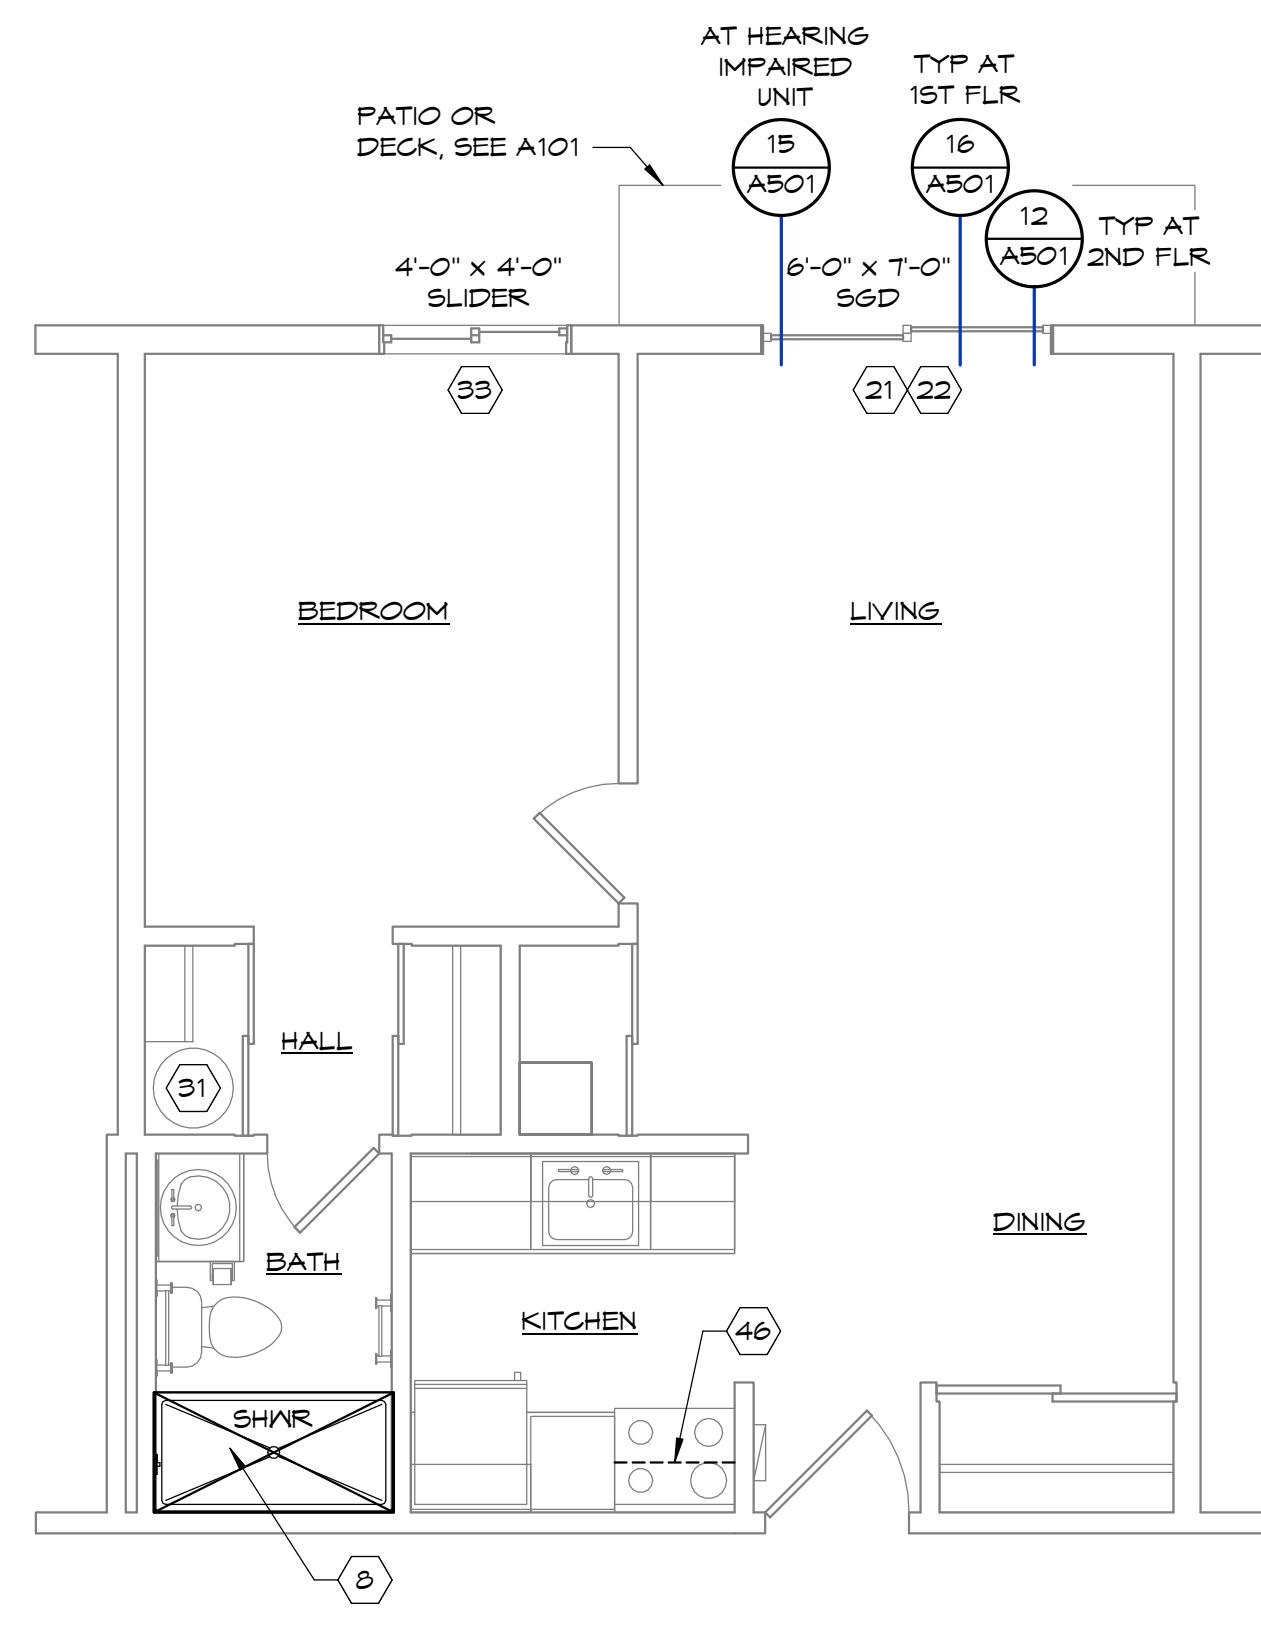 AT HEARING
IMPAIRED
UNIT
TYP AT
1ST FLR
PATIO OR
DECK, SEE A101
15
A501
16
A501
12
A501
TYP AT
2ND FLR
4'-0" x 4'-0"
SLIDER
6'-0" x 7'-0"
SGD
33
21
22
BEDROOM
LIVING
HALL
31
DINING
BATH
KITCHEN
46
SHWR
8